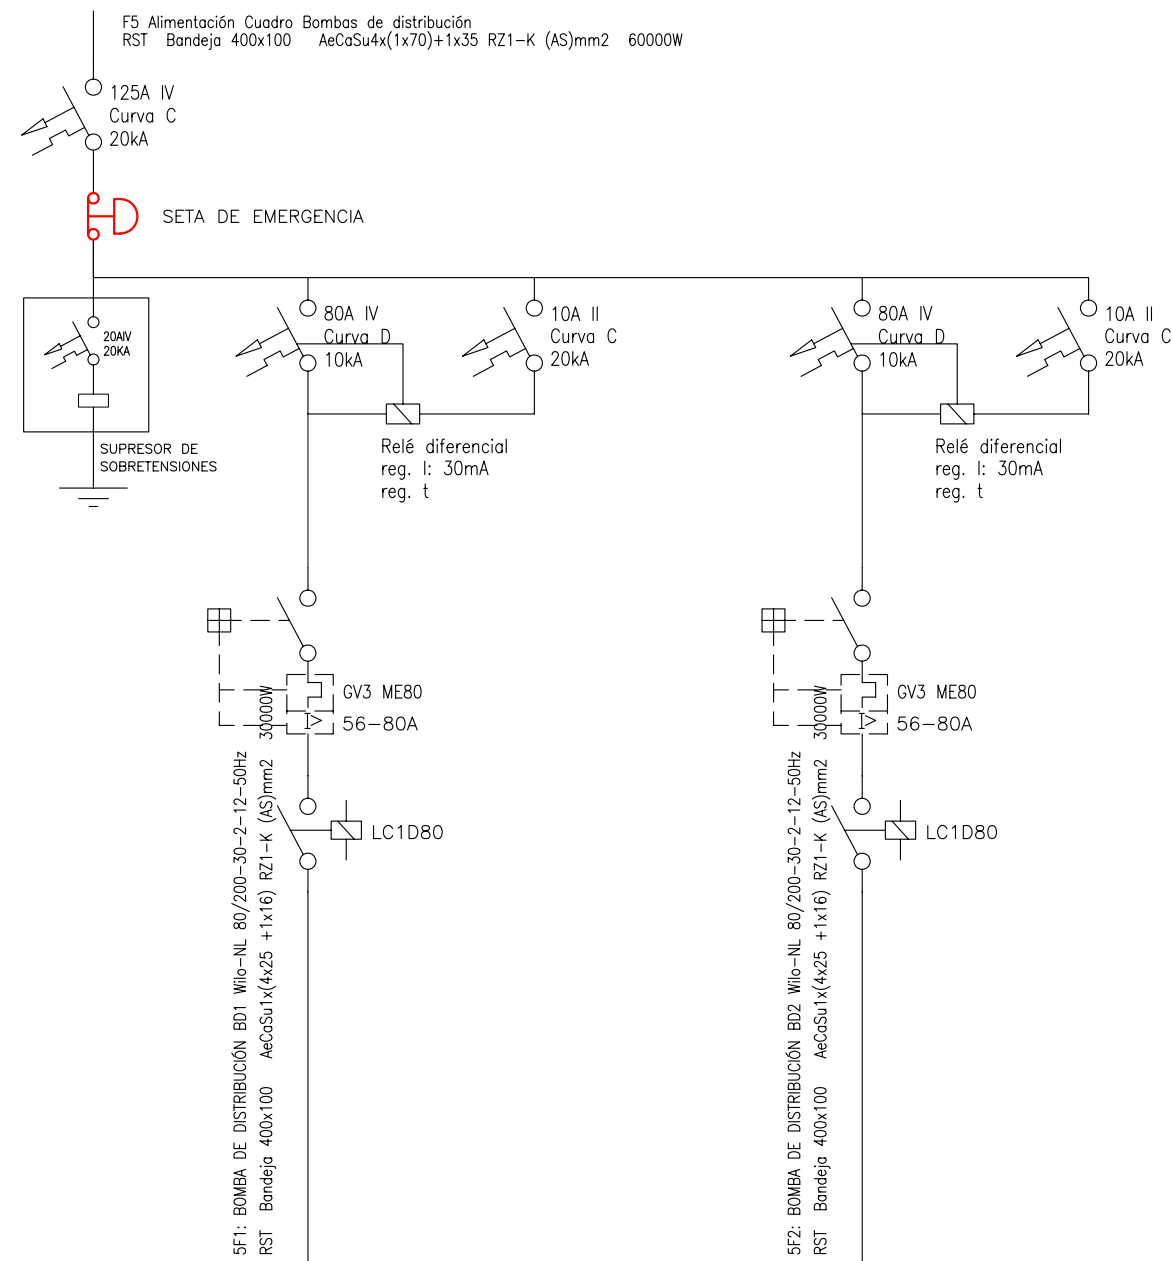 F5 Alimentación Cuadro Bombas de distribución
RST Bandeja 400x100 AeCaSu4x(1x70)+1x35 RZ1-K (AS)mm2 60000W
125A IV
Curva C
20kA
SETA DE EMERGENCIA
20AIV
20KA
SUPRESOR DE
SOBRETENSIONES
80A IV
Curva D
10kA
10A II
Curva C
20kA
Relé diferencial
reg. I: 30mA
reg. t
80A IV
Curva D
10kA
10A II
Curva C
20kA
Relé diferencial
reg. I: 30mA
reg. t
GV3 ME80
I>
56-80A
LC1D80
5F1: BOMBA DE DISTRIBUCIÓN BD1 Wilo-NL 80/200-30-2-12-50Hz
RST Bandeja 400x100 AeCaSu1x(4x25 +1x16) RZ1-K (AS)mm2 30000W
GV3 ME80
I>
56-80A
LC1D80
5F2: BOMBA DE DISTRIBUCIÓN BD2 Wilo-NL 80/200-30-2-12-50Hz
RST Bandeja 400x100 AeCaSu1x(4x25 +1x16) RZ1-K (AS)mm2 30000W